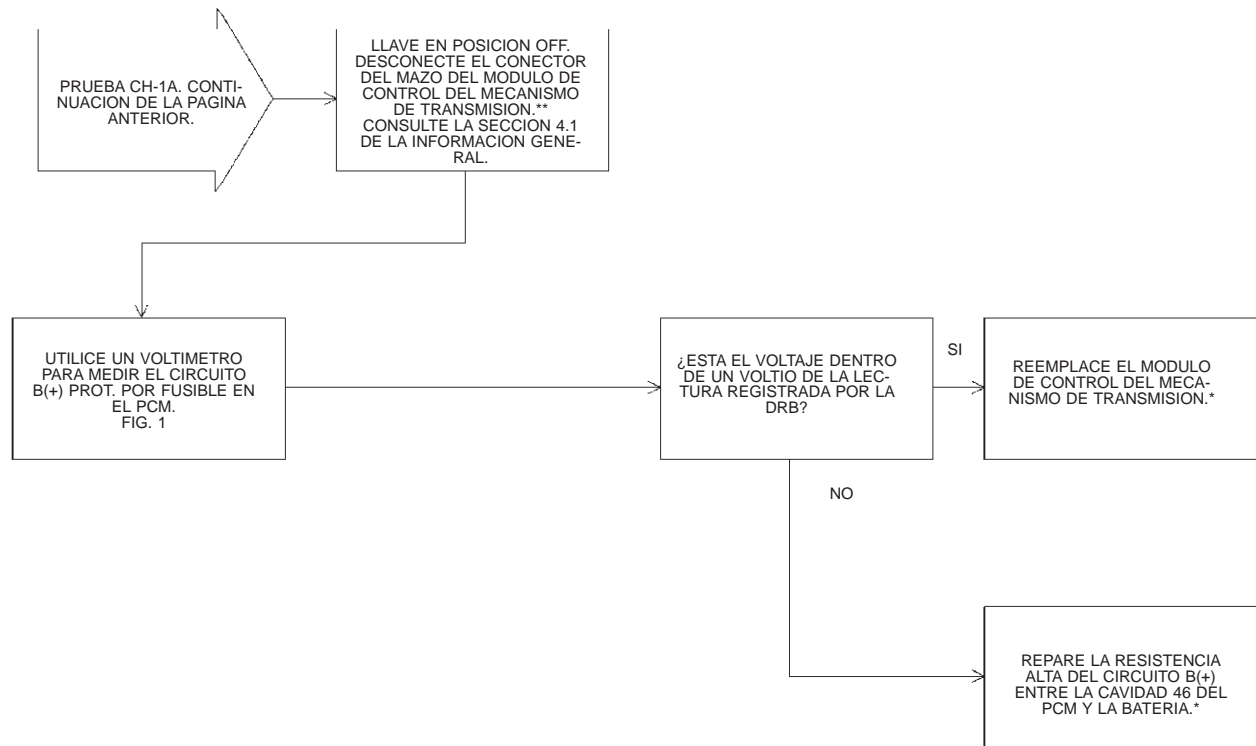 PRUEBA CH-1A. CONTI-
NUACION DE LA PAGINA
ANTERIOR.
LLAVE EN POSICION OFF.
DESCONECTE EL CONECTOR
DEL MAZO DEL MODULO DE
CONTROL DEL MECANISMO
DE TRANSMISION.**
CONSULTE LA SECCION 4.1
DE LA INFORMACION GENE-
RAL.
UTILICE UN VOLTIMETRO
PARA MEDIR EL CIRCUITO
B(+) PROT. POR FUSIBLE EN
EL PCM.
FIG. 1
¿ESTA EL VOLTAJE DENTRO
DE UN VOLTIO DE LA LEC-
TURA REGISTRADA POR LA
DRB?
SI
REEMPLACE EL MODULO
DE CONTROL DEL MECA-
NISMO DE TRANSMISION.*
NO
REPARE LA RESISTENCIA
ALTA DEL CIRCUITO B(+)
ENTRE LA CAVIDAD 46 DEL
PCM Y LA BATERIA.*